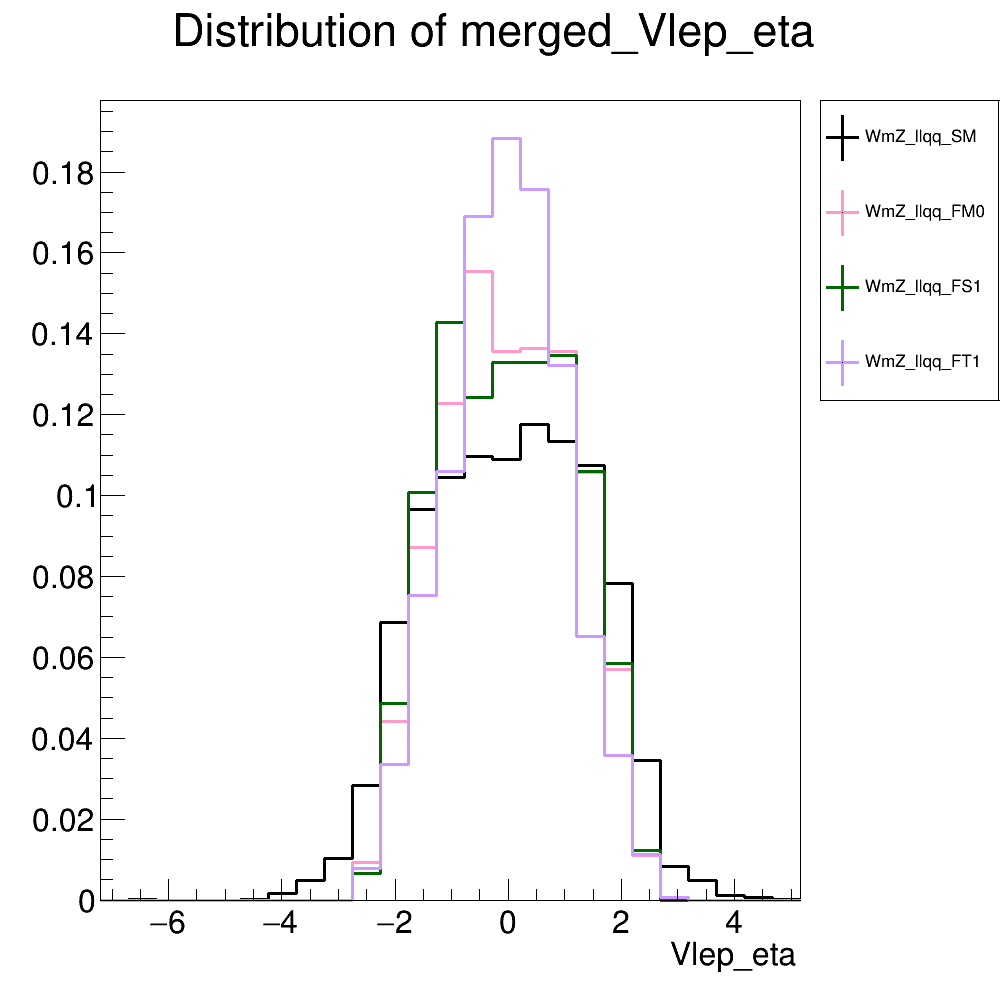 Distribution of merged_Vlep_eta
WmZ_llqq_SM
WmZ_llqq_FM0
WmZ_llqq_FS1
WmZ_llqq_FT1
0.18
0.16
0.14
0.12
0.1
0.08
0.06
0.04
0.02
0
−6 −4 −2 0 2 4
Vlep_eta